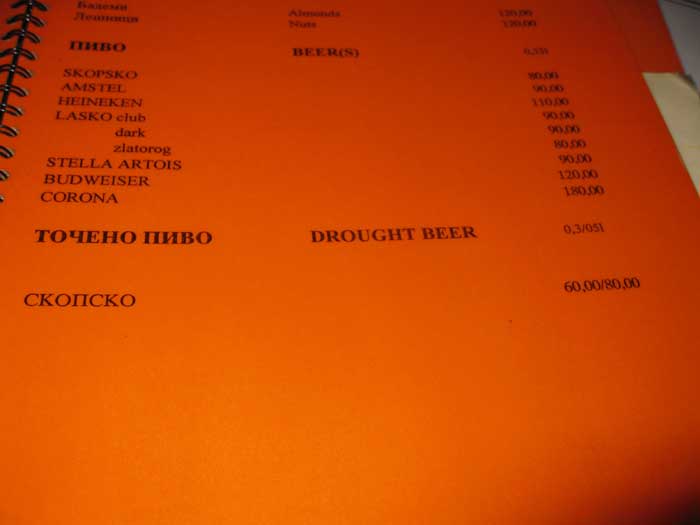 Бадеми Almonds 120,00
Лешници Nuts 120,00
ПИВО BEER(S) 0,33l
SKOPSKO 80,00
AMSTEL 90,00
HEINEKEN 110,00
LASKO club 90,00
dark 90,00
zlatorog 80,00
STELLA ARTOIS 90,00
BUDWEISER 120,00
CORONA 180,00
ТОЧЕНО ПИВО DROUGHT BEER 0,3/05l
СКОПСКО 60,00/80,00